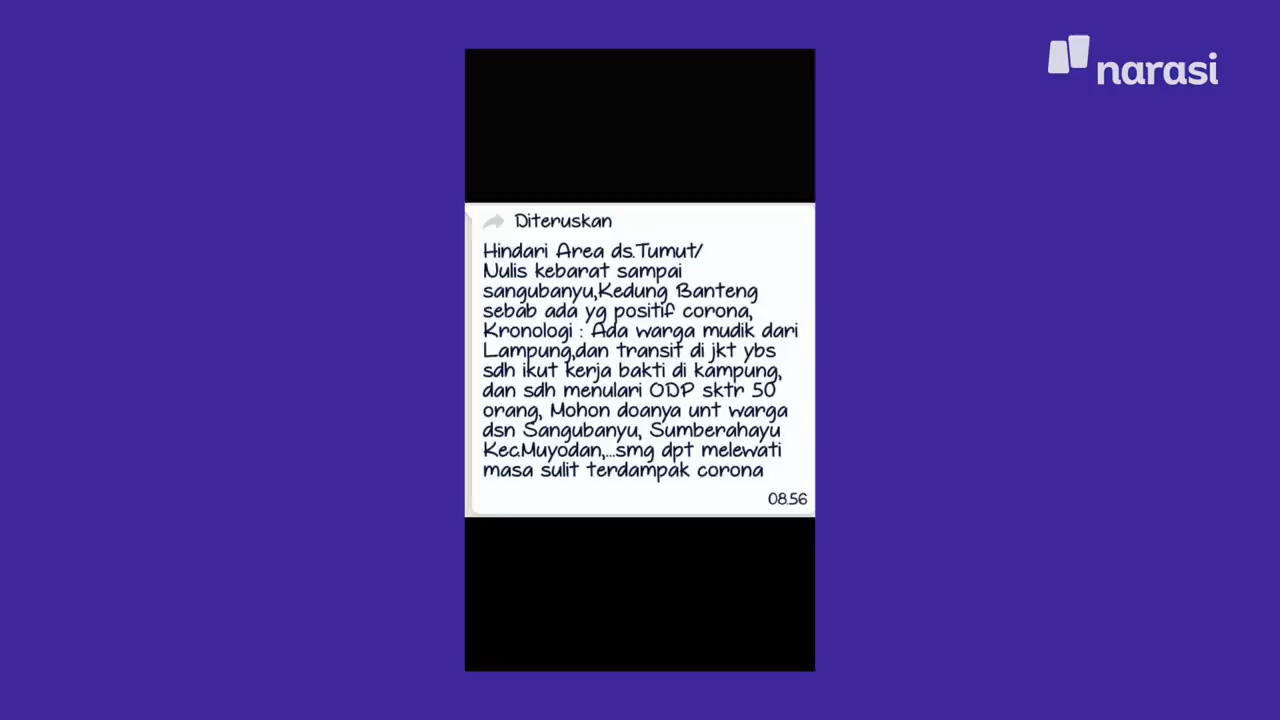 narasi
Diteruskan
Hindari Area ds.Tumut/
Nulis kebarat sampai
sangubanyu,Kedung Banteng
sebab ada yg positif corona,
Kronologi : Ada warga mudik dari
Lampung,dan transit di jkt ybs
sdh ikut kerja bakti di kampung,
dan sdh menulari ODP sktr 50
orang, Mohon doanya unt warga
dsn Sangubanyu, Sumberahayu
Kec.Muyodan,...smg dpt melewati
masa sulit terdampak corona
08.56